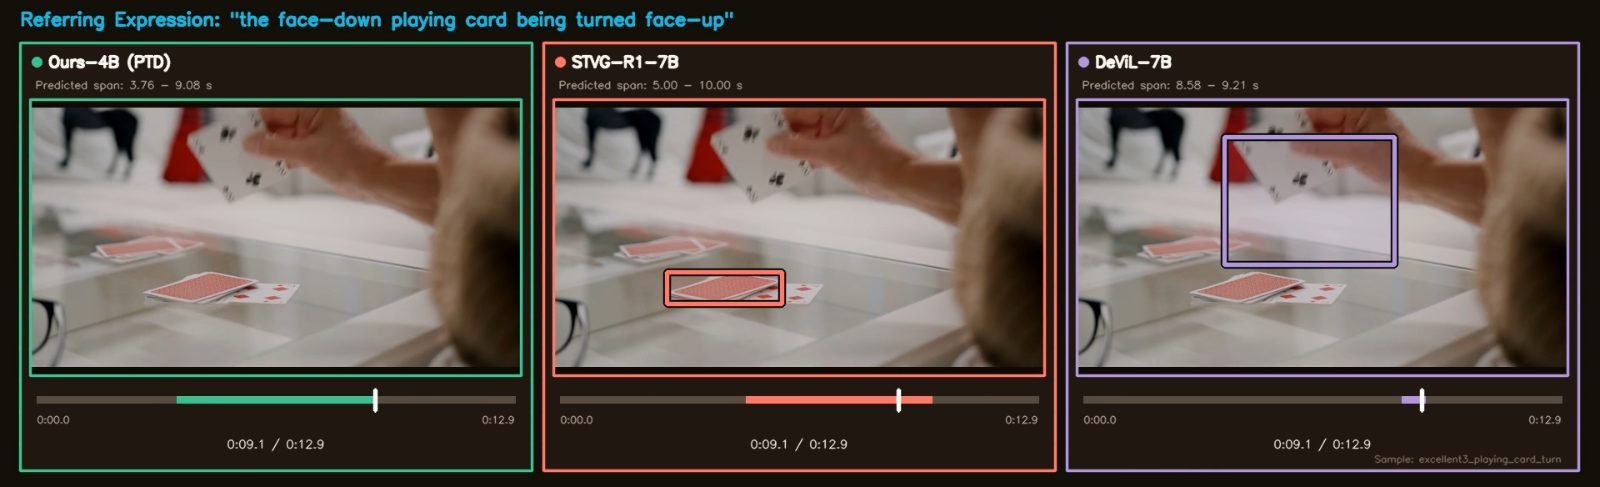 Referring Expression: "the face-down playing card being turned face-up"
Ours-4B (PTD)
Predicted span: 3.76 - 9.08 s
0:00.0
0:12.9
0:09.1 / 0:12.9
STVG-R1-7B
Predicted span: 5.00 - 10.00 s
0:00.0
0:12.9
0:09.1 / 0:12.9
DeViL-7B
Predicted span: 8.58 - 9.21 s
0:00.0
0:12.9
0:09.1 / 0:12.9
Sample: excellent3_playing_card_turn